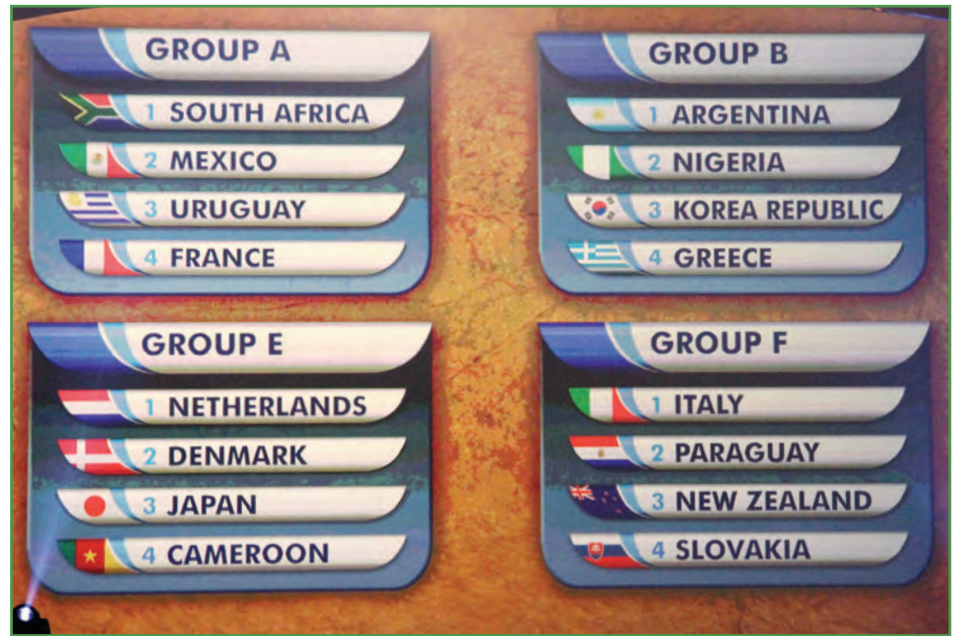 GROUP A
1 SOUTH AFRICA
2 MEXICO
3 URUGUAY
4 FRANCE
GROUP B
1 ARGENTINA
2 NIGERIA
3 KOREA REPUBLIC
4 GREECE
GROUP E
1 NETHERLANDS
2 DENMARK
3 JAPAN
4 CAMEROON
GROUP F
1 ITALY
2 PARAGUAY
3 NEW ZEALAND
4 SLOVAKIA